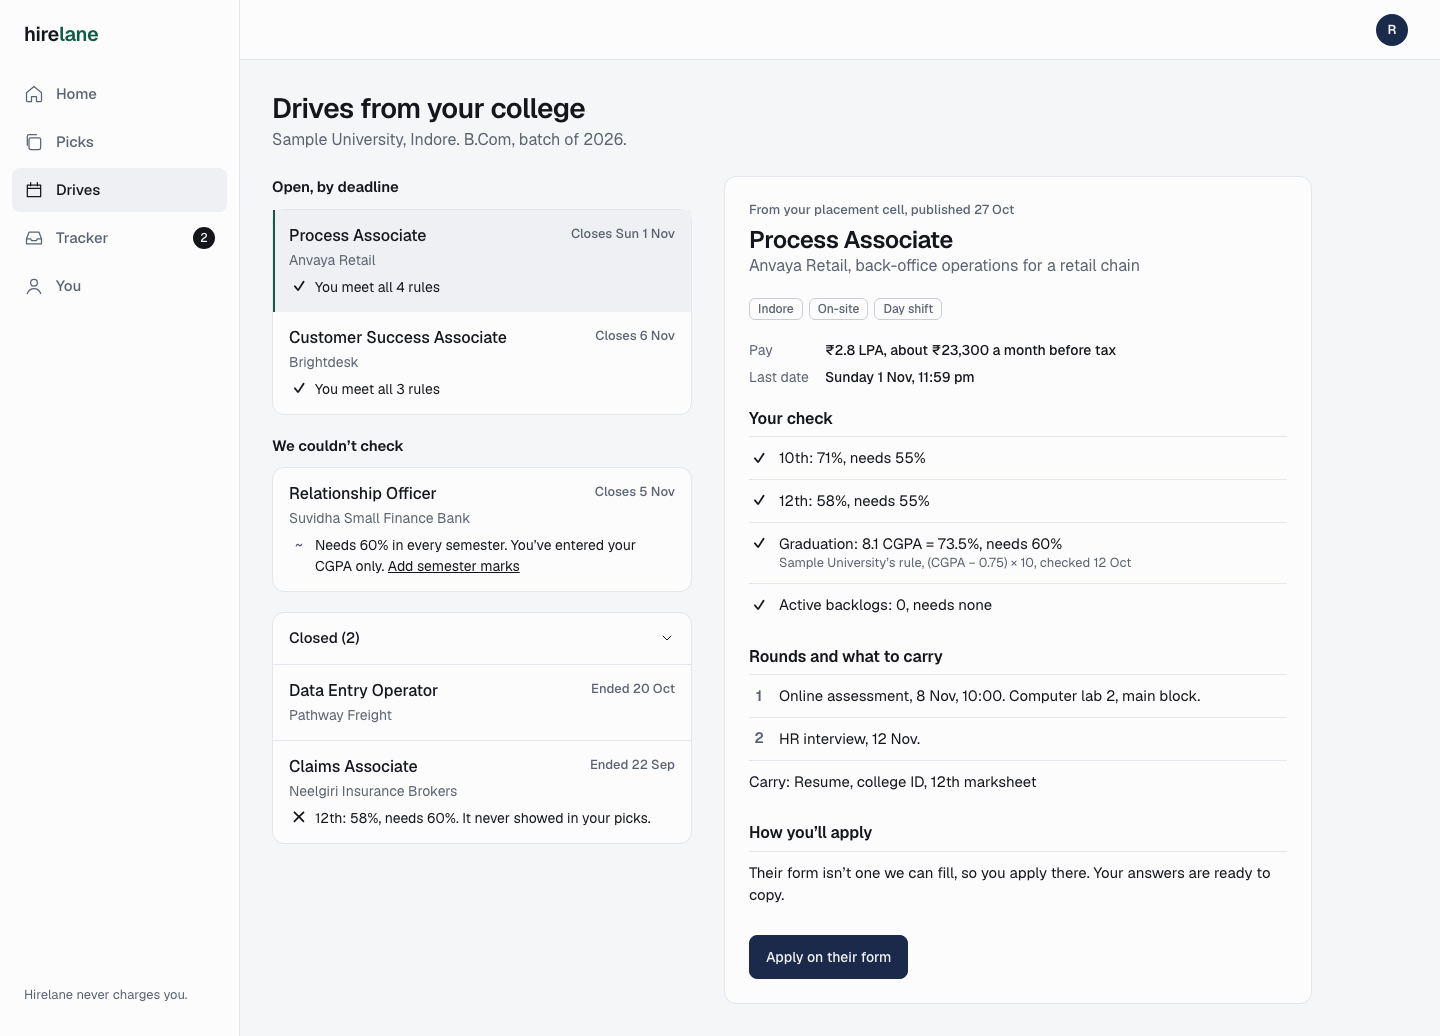 hirelane
R
Home
Picks
Drives
Tracker
2
You
Hirelane never charges you.
Drives from your college
Sample University, Indore. B.Com, batch of 2026.
Open, by deadline
Process Associate
Closes Sun 1 Nov
Anvaya Retail
You meet all 4 rules
Customer Success Associate
Closes 6 Nov
Brightdesk
You meet all 3 rules
We couldn’t check
Relationship Officer
Closes 5 Nov
Suvidha Small Finance Bank
~ Needs 60% in every semester. You’ve entered your
CGPA only. Add semester marks
Closed (2)
Data Entry Operator
Ended 20 Oct
Pathway Freight
Claims Associate
Ended 22 Sep
Neelgiri Insurance Brokers
12th: 58%, needs 60%. It never showed in your picks.
From your placement cell, published 27 Oct
Process Associate
Anvaya Retail, back-office operations for a retail chain
Indore
On-site
Day shift
Pay ₹2.8 LPA, about ₹23,300 a month before tax
Last date Sunday 1 Nov, 11:59 pm
Your check
10th: 71%, needs 55%
12th: 58%, needs 55%
Graduation: 8.1 CGPA = 73.5%, needs 60%
Sample University’s rule, (CGPA − 0.75) × 10, checked 12 Oct
Active backlogs: 0, needs none
Rounds and what to carry
1 Online assessment, 8 Nov, 10:00. Computer lab 2, main block.
2 HR interview, 12 Nov.
Carry: Resume, college ID, 12th marksheet
How you’ll apply
Their form isn’t one we can fill, so you apply there. Your answers are ready to
copy.
Apply on their form